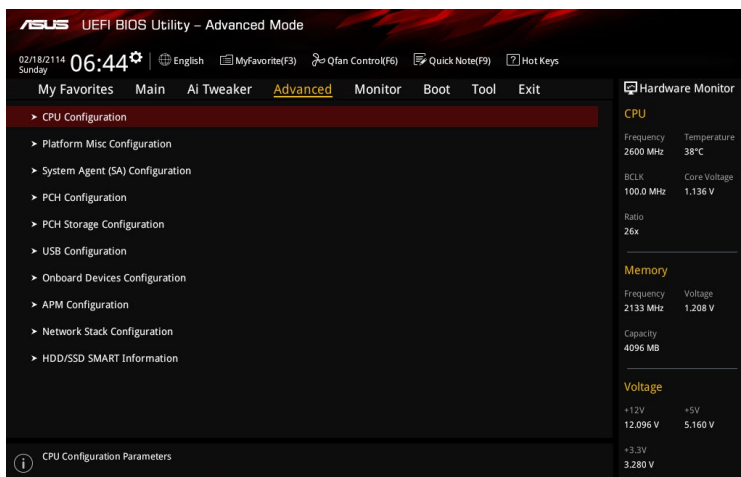 ASUS UEFI BIOS Utility – Advanced Mode
02/18/2114 Sunday 06:44 English MyFavorite(F3) Qfan Control(F6) Quick Note(F9) ? Hot Keys
My Favorites Main Ai Tweaker Advanced Monitor Boot Tool Exit
> CPU Configuration
> Platform Misc Configuration
> System Agent (SA) Configuration
> PCH Configuration
> PCH Storage Configuration
> USB Configuration
> Onboard Devices Configuration
> APM Configuration
> Network Stack Configuration
> HDD/SSD SMART Information
i CPU Configuration Parameters
Hardware Monitor
CPU
Frequency Temperature
2600 MHz 38°C
BCLK Core Voltage
100.0 MHz 1.136 V
Ratio
26x
Memory
Frequency Voltage
2133 MHz 1.208 V
Capacity
4096 MB
Voltage
+12V +5V
12.096 V 5.160 V
+3.3V
3.280 V